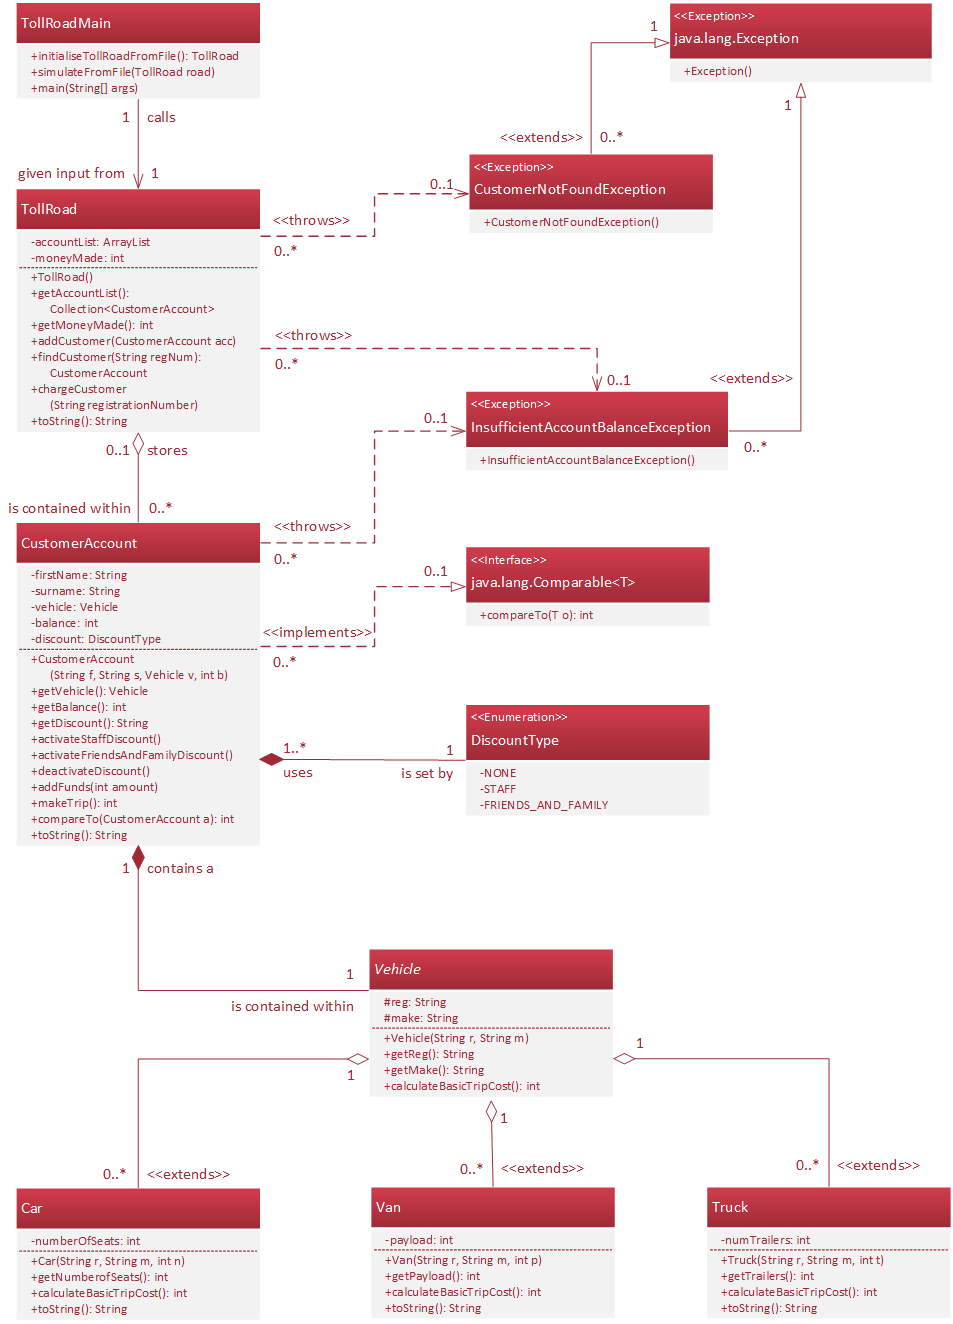 TollRoadMain
+initialiseTollRoadFromFile(): TollRoad
+simulateFromFile(TollRoad road)
+main(String[] args)
1 calls
given input from 1
TollRoad
-accountList: ArrayList
-moneyMade: int
+TollRoad()
+getAccountList():
Collection<CustomerAccount>
+getMoneyMade(): int
+addCustomer(CustomerAccount acc)
+findCustomer(String regNum):
CustomerAccount
+chargeCustomer
(String registrationNumber)
+toString(): String
0..1 stores
is contained within 0..*
<<Exception>>
java.lang.Exception
+Exception()
1
1
<<extends>> 0..*
<<Exception>>
CustomerNotFoundException
+CustomerNotFoundException()
0..1
<<throws>>
0..*
<<throws>>
0..*
0..1
<<extends>>
0..*
<<Exception>>
InsufficientAccountBalanceException
+InsufficientAccountBalanceException()
0..1
<<throws>>
0..*
CustomerAccount
-firstName: String
-surname: String
-vehicle: Vehicle
-balance: int
-discount: DiscountType
+CustomerAccount
(String f, String s, Vehicle v, int b)
+getVehicle(): Vehicle
+getBalance(): int
+getDiscount(): String
+activateStaffDiscount()
+activateFriendsAndFamilyDiscount()
+deactivateDiscount()
+addFunds(int amount)
+makeTrip(): int
+compareTo(CustomerAccount a): int
+toString(): String
<<Interface>>
java.lang.Comparable<T>
+compareTo(T o): int
0..1
<<implements>>
0..*
<<Enumeration>>
DiscountType
-NONE
-STAFF
-FRIENDS_AND_FAMILY
1..* 1
uses is set by
1 contains a
1
is contained within
Vehicle
#reg: String
#make: String
+Vehicle(String r, String m)
+getReg(): String
+getMake(): String
+calculateBasicTripCost(): int
1
1
1
0..* <<extends>>
0..* <<extends>>
0..* <<extends>>
Car
-numberOfSeats: int
+Car(String r, String m, int n)
+getNumberofSeats(): int
+calculateBasicTripCost(): int
+toString(): String
Van
-payload: int
+Van(String r, String m, int p)
+getPayload(): int
+calculateBasicTripCost(): int
+toString(): String
Truck
-numTrailers: int
+Truck(String r, String m, int t)
+getTrailers(): int
+calculateBasicTripCost(): int
+toString(): String